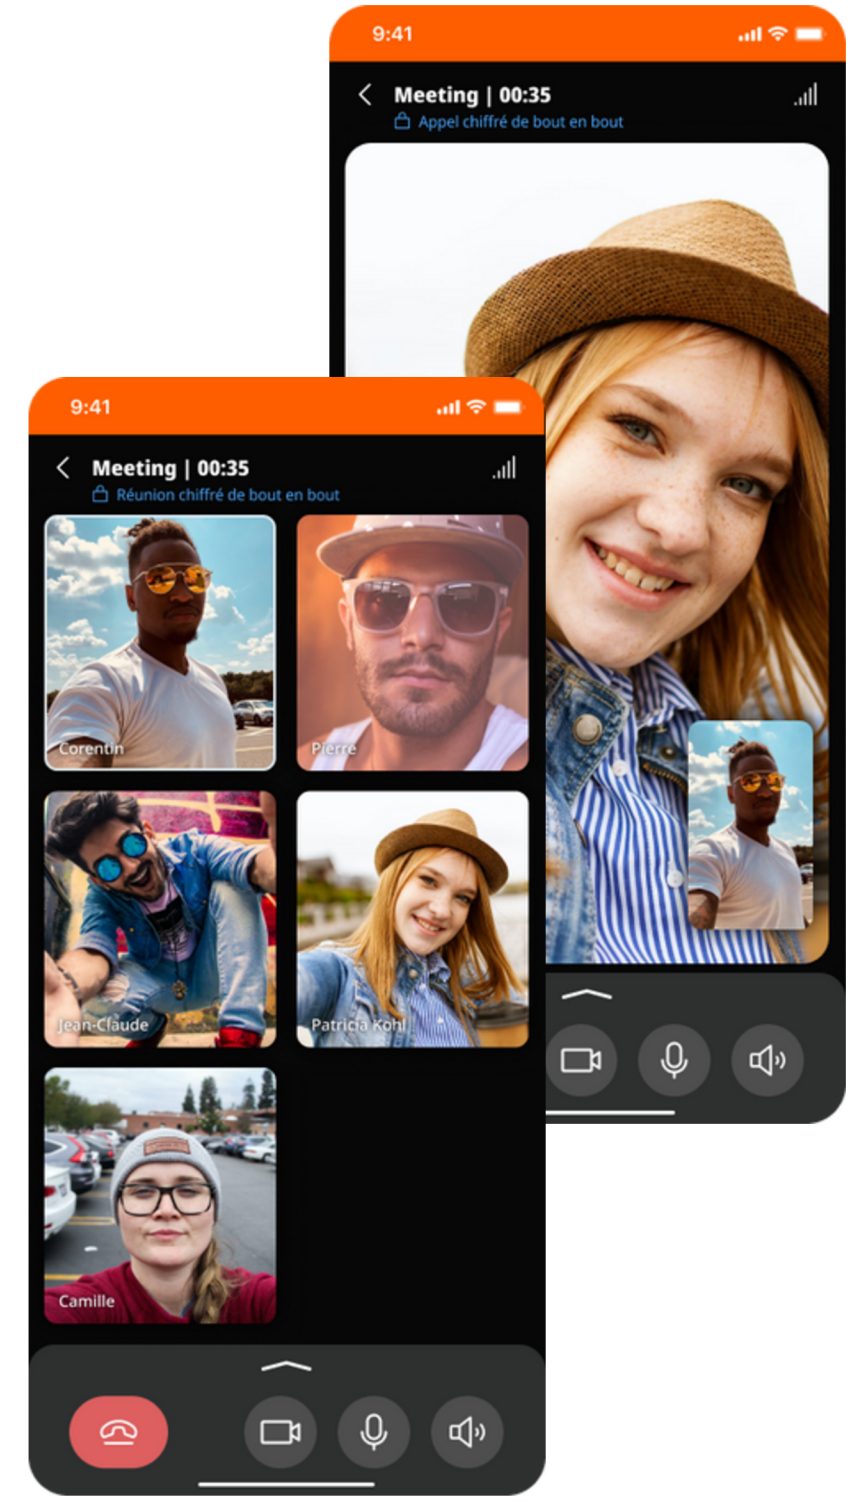 9:41
Meeting | 00:35
Appel chiffré de bout en bout
9:41
Meeting | 00:35
Réunion chiffré de bout en bout
Corentin
Pierre
Jean-Claude
Patricia Kohl
Camille